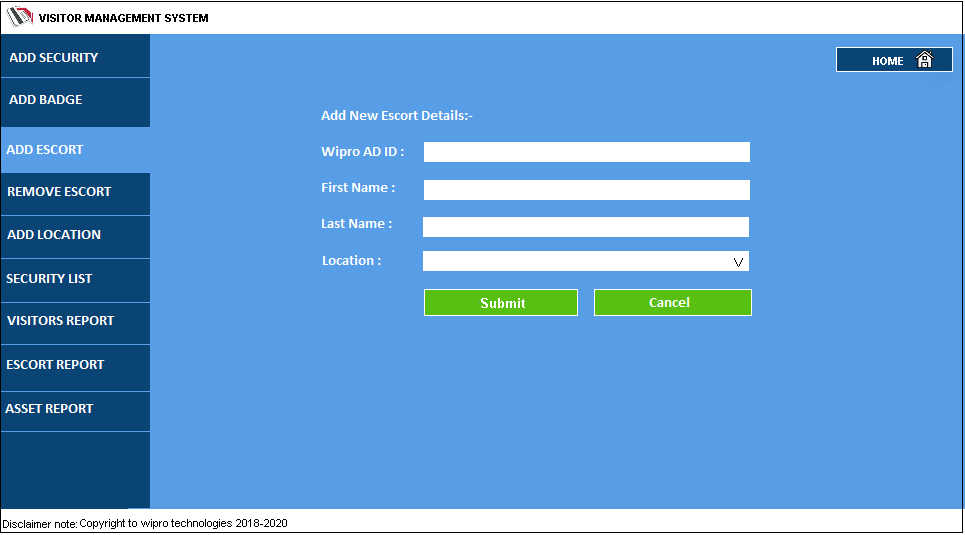 VISITOR MANAGEMENT SYSTEM
ADD SECURITY
ADD BADGE
ADD ESCORT
REMOVE ESCORT
ADD LOCATION
SECURITY LIST
VISITORS REPORT
ESCORT REPORT
ASSET REPORT
HOME
Add New Escort Details:-
Wipro AD ID :
First Name :
Last Name :
Location :
Submit Cancel
Disclaimer note: Copyright to wipro technologies 2018-2020